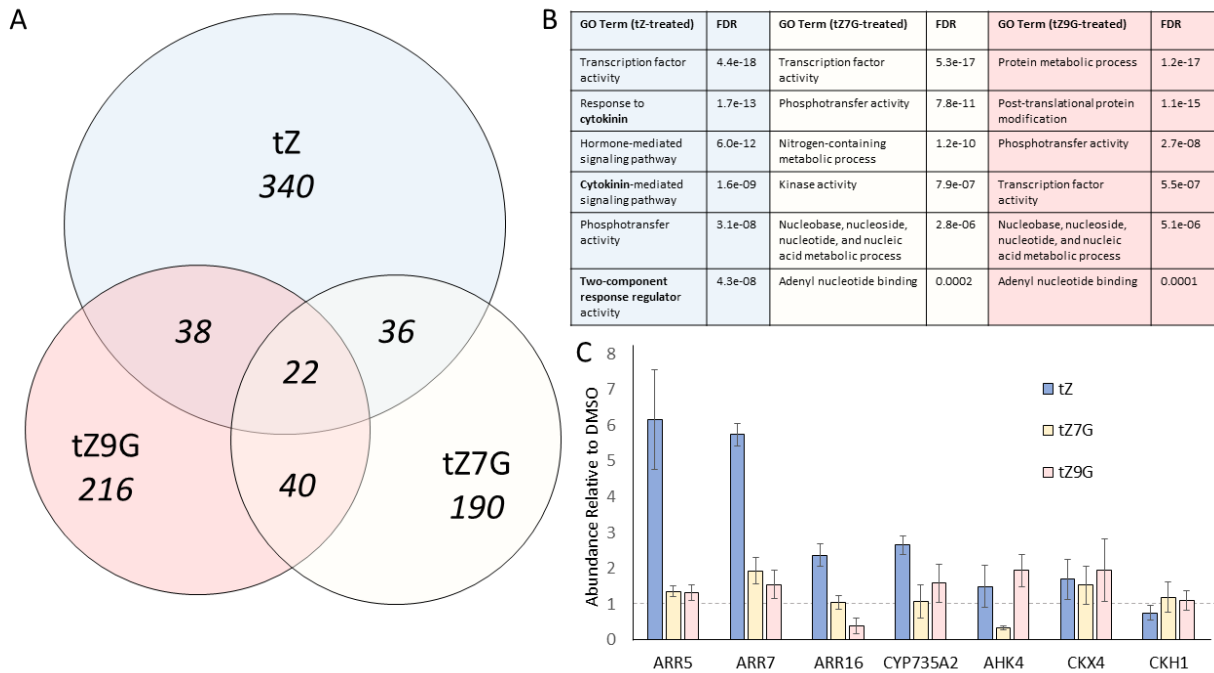 A
tZ
340
38
22
36
tZ9G
216
40
tZ7G
190
B
GO Term (tZ-treated) FDR GO Term (tZ7G-treated) FDR GO Term (tZ9G-treated) FDR
Transcription factor activity 4.4e-18 Transcription factor activity 5.3e-17 Protein metabolic process 1.2e-17
Response to cytokinin 1.7e-13 Phosphotransfer activity 7.8e-11 Post-translational protein modification 1.1e-15
Hormone-mediated signaling pathway 6.0e-12 Nitrogen-containing metabolic process 1.2e-10 Phosphotransfer activity 2.7e-08
Cytokinin-mediated signaling pathway 1.6e-09 Kinase activity 7.9e-07 Transcription factor activity 5.5e-07
Phosphotransfer activity 3.1e-08 Nucleobase, nucleoside, nucleotide, and nucleic acid metabolic process 2.8e-06 Nucleobase, nucleoside, nucleotide, and nucleic acid metabolic process 5.1e-06
Two-component response regulator activity 4.3e-08 Adenyl nucleotide binding 0.0002 Adenyl nucleotide binding 0.0001
C
Abundance Relative to DMSO
8
7
6
5
4
3
2
1
0
tZ
tZ7G
tZ9G
ARR5 ARR7 ARR16 CYP735A2 AHK4 CKX4 CKH1